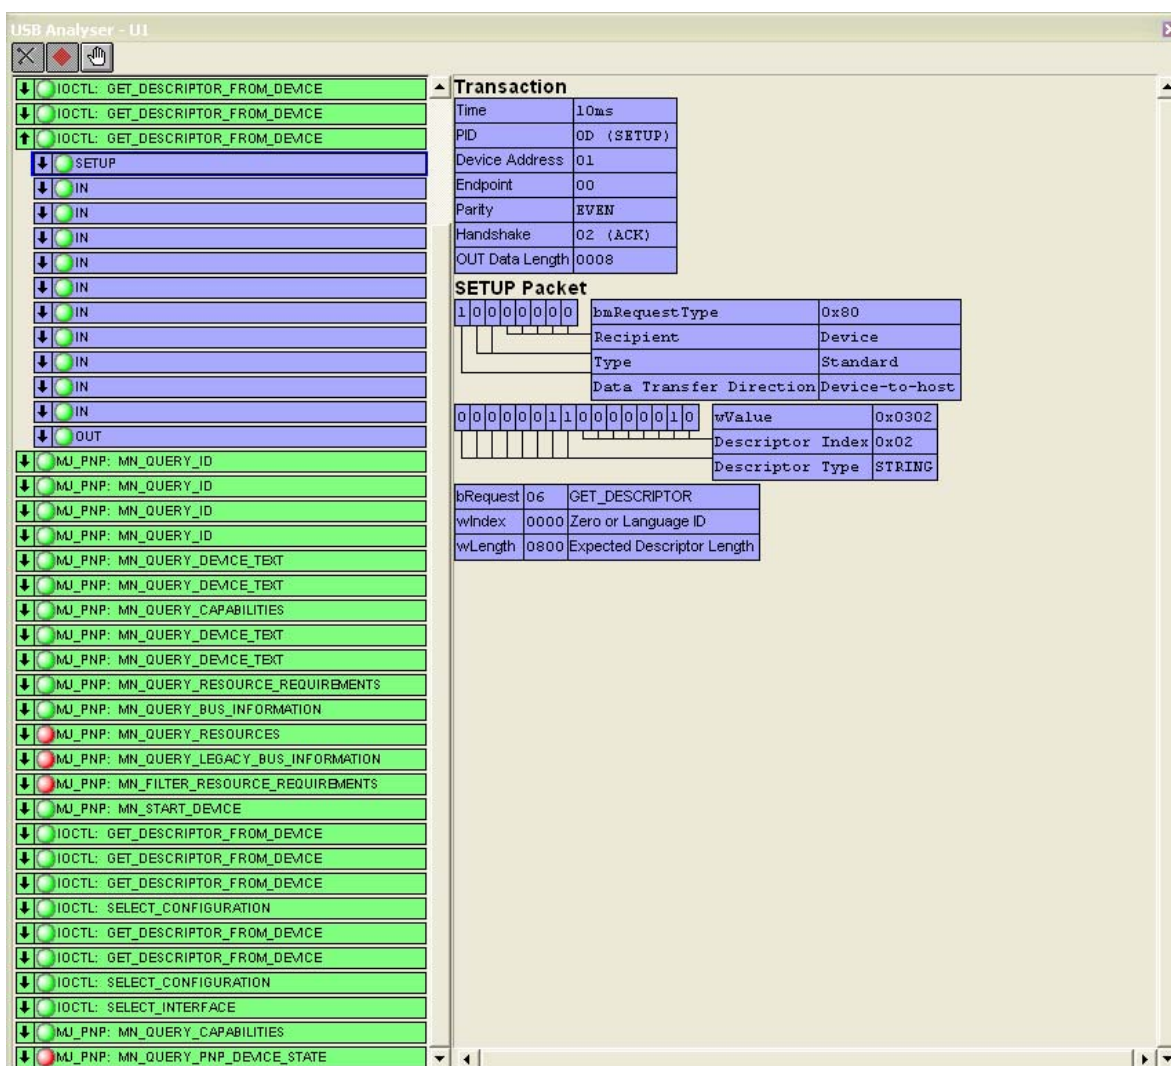 USB Analyser - U1
IOCTL: GET_DESCRIPTOR_FROM_DEVICE
IOCTL: GET_DESCRIPTOR_FROM_DEVICE
IOCTL: GET_DESCRIPTOR_FROM_DEVICE
SETUP
IN
IN
IN
IN
IN
IN
IN
IN
IN
IN
OUT
MJ_PNP: MN_QUERY_ID
MJ_PNP: MN_QUERY_ID
MJ_PNP: MN_QUERY_ID
MJ_PNP: MN_QUERY_ID
MJ_PNP: MN_QUERY_DEVICE_TEXT
MJ_PNP: MN_QUERY_DEVICE_TEXT
MJ_PNP: MN_QUERY_CAPABILITIES
MJ_PNP: MN_QUERY_DEVICE_TEXT
MJ_PNP: MN_QUERY_DEVICE_TEXT
MJ_PNP: MN_QUERY_RESOURCE_REQUIREMENTS
MJ_PNP: MN_QUERY_BUS_INFORMATION
MJ_PNP: MN_QUERY_RESOURCES
MJ_PNP: MN_QUERY_LEGACY_BUS_INFORMATION
MJ_PNP: MN_FILTER_RESOURCE_REQUIREMENTS
MJ_PNP: MN_START_DEVICE
IOCTL: GET_DESCRIPTOR_FROM_DEVICE
IOCTL: GET_DESCRIPTOR_FROM_DEVICE
IOCTL: GET_DESCRIPTOR_FROM_DEVICE
IOCTL: SELECT_CONFIGURATION
IOCTL: GET_DESCRIPTOR_FROM_DEVICE
IOCTL: GET_DESCRIPTOR_FROM_DEVICE
IOCTL: SELECT_CONFIGURATION
IOCTL: SELECT_INTERFACE
MJ_PNP: MN_QUERY_CAPABILITIES
MJ_PNP: MN_QUERY_PNP_DEVICE_STATE
Transaction
Time 10ms
PID 0D (SETUP)
Device Address 01
Endpoint 00
Parity EVEN
Handshake 02 (ACK)
OUT Data Length 0008
SETUP Packet
1 0 0 0 0 0 0 0 bmRequestType 0x80
Recipient Device
Type Standard
Data Transfer Direction Device-to-host
0 0 0 0 0 0 1 1 0 0 0 0 0 0 1 0 wValue 0x0302
Descriptor Index 0x02
Descriptor Type STRING
bRequest 06 GET_DESCRIPTOR
wIndex 0000 Zero or Language ID
wLength 0800 Expected Descriptor Length